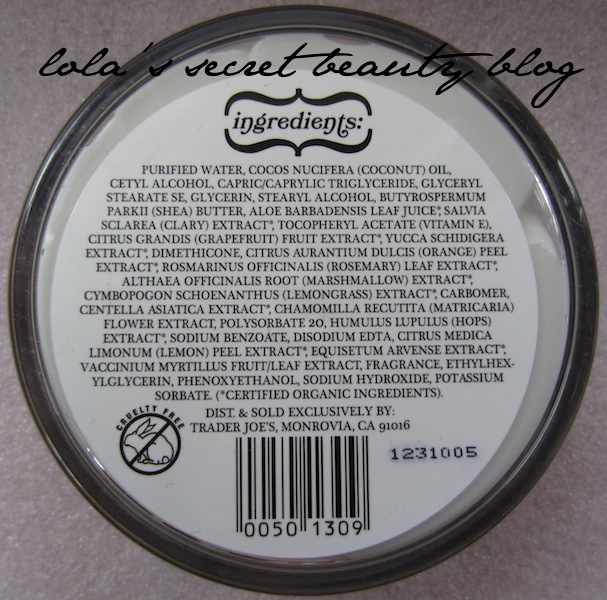 lola's secret beauty blog
ingredients:
PURIFIED WATER, COCOS NUCIFERA (COCONUT) OIL,
CETYL ALCOHOL, CAPRIC/CAPRYLIC TRIGLYCERIDE, GLYCERYL
STEARATE SE, GLYCERIN, STEARYL ALCOHOL, BUTYROSPERMUM
PARKII (SHEA) BUTTER, ALOE BARBADENSIS LEAF JUICE*, SALVIA
SCLAREA (CLARY) EXTRACT*, TOCOPHERYL ACETATE (VITAMIN E),
CITRUS GRANDIS (GRAPEFRUIT) FRUIT EXTRACT*, YUCCA SCHIDIGERA
EXTRACT*, DIMETHICONE, CITRUS AURANTIUM DULCIS (ORANGE) PEEL
EXTRACT*, ROSMARINUS OFFICINALIS (ROSEMARY) LEAF EXTRACT*,
ALTHAEA OFFICINALIS ROOT (MARSHMALLOW) EXTRACT*,
CYMBOPOGON SCHOENANTHUS (LEMONGRASS) EXTRACT*, CARBOMER,
CENTELLA ASIATICA EXTRACT*, CHAMOMILLA RECUTITA (MATRICARIA)
FLOWER EXTRACT, POLYSORBATE 20, HUMULUS LUPULUS (HOPS)
EXTRACT*, SODIUM BENZOATE, DISODIUM EDTA, CITRUS MEDICA
LIMONUM (LEMON) PEEL EXTRACT*, EQUISETUM ARVENSE EXTRACT*,
VACCINIUM MYRTILLUS FRUIT/LEAF EXTRACT, FRAGRANCE, ETHYLHEX-
YLGLYCERIN, PHENOXYETHANOL, SODIUM HYDROXIDE, POTASSIUM
SORBATE. (*CERTIFIED ORGANIC INGREDIENTS).
CRUELTY FREE
DIST. & SOLD EXCLUSIVELY BY:
TRADER JOE'S, MONROVIA, CA 91016
1231005
0050 1309